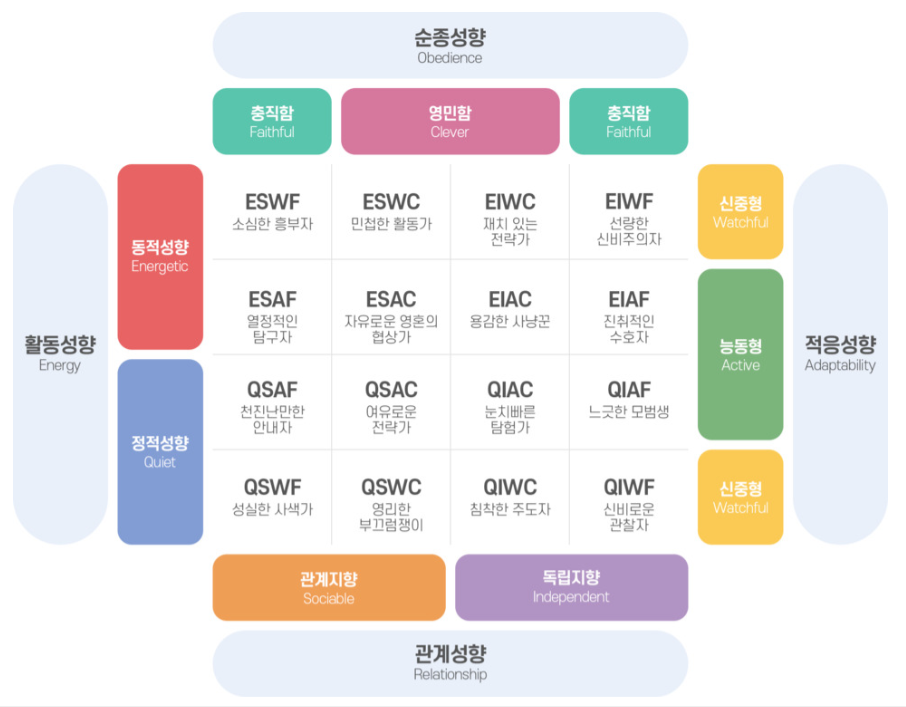 순종성향
Obedience
충직함
Faithful
영민함
Clever
충직함
Faithful
활동성향
Energy
동적성향
Energetic
정적성향
Quiet
ESWF
소심한 흥부자
ESWC
민첩한 활동가
EIWC
재치 있는
전략가
EIWF
선량한
신비주의자
ESAF
열정적인
탐구자
ESAC
자유로운 영혼의
협상가
EIAC
용감한 사냥꾼
EIAF
진취적인
수호자
QSAF
천진난만한
안내자
QSAC
여유로운
전략가
QIAC
눈치빠른
탐험가
QIAF
느긋한 모범생
QSWF
성실한 사색가
QSWC
영리한
부끄럼쟁이
QIWC
침착한 주도자
QIWF
신비로운
관찰자
신중형
Watchful
능동형
Active
신중형
Watchful
적응성향
Adaptability
관계지향
Sociable
독립지향
Independent
관계성향
Relationship